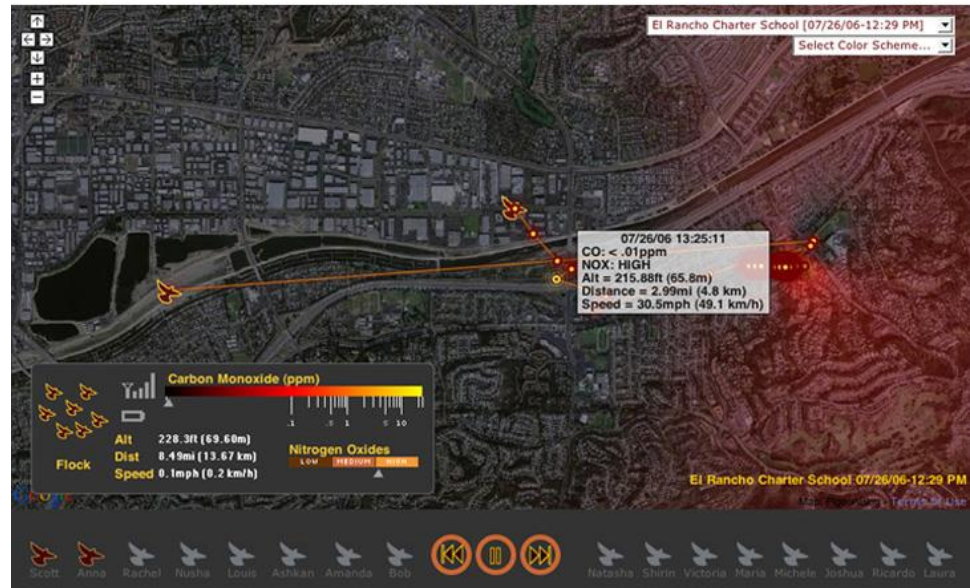 El Rancho Charter School [07/26/06-12:29 PM]
Select Color Scheme...
07/26/06 13:25:11
CO: < .01ppm
NOX: HIGH
Alt = 215.88ft (65.8m)
Distance = 2.99mi (4.8 km)
Speed = 30.5mph (49.1 km/h)
Carbon Monoxide (ppm)
.1 .5 1 5 10
Alt 228.3ft (69.60m)
Dist 8.49mi (13.67 km)
Speed 0.1mph (0.2 km/h)
Flock
Nitrogen Oxides
LOW MEDIUM HIGH
El Rancho Charter School 07/26/06-12:29 PM
Terms of Use
Scott Anna Rachel Nusha Louis Ashkan Amanda Bob Natasha Shirin Victoria Maria Michele Joshua Ricardo Laura